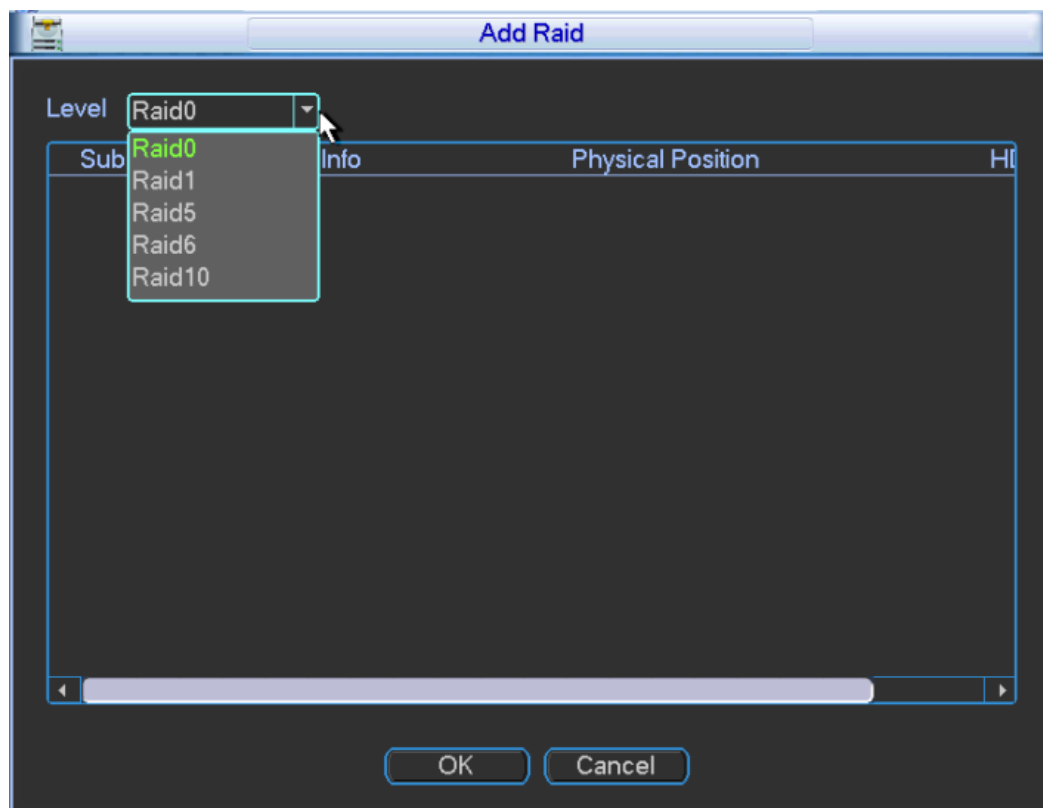 Add Raid
Level Raid0
Sub Info Physical Position
Raid0
Raid1
Raid5
Raid6
Raid10
OK Cancel